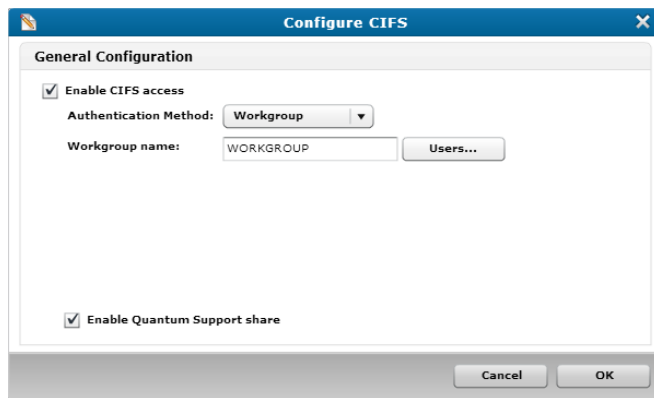 Configure CIFS
General Configuration
Enable CIFS access
Authentication Method: Workgroup
Workgroup name: WORKGROUP Users...
Enable Quantum Support share
Cancel OK